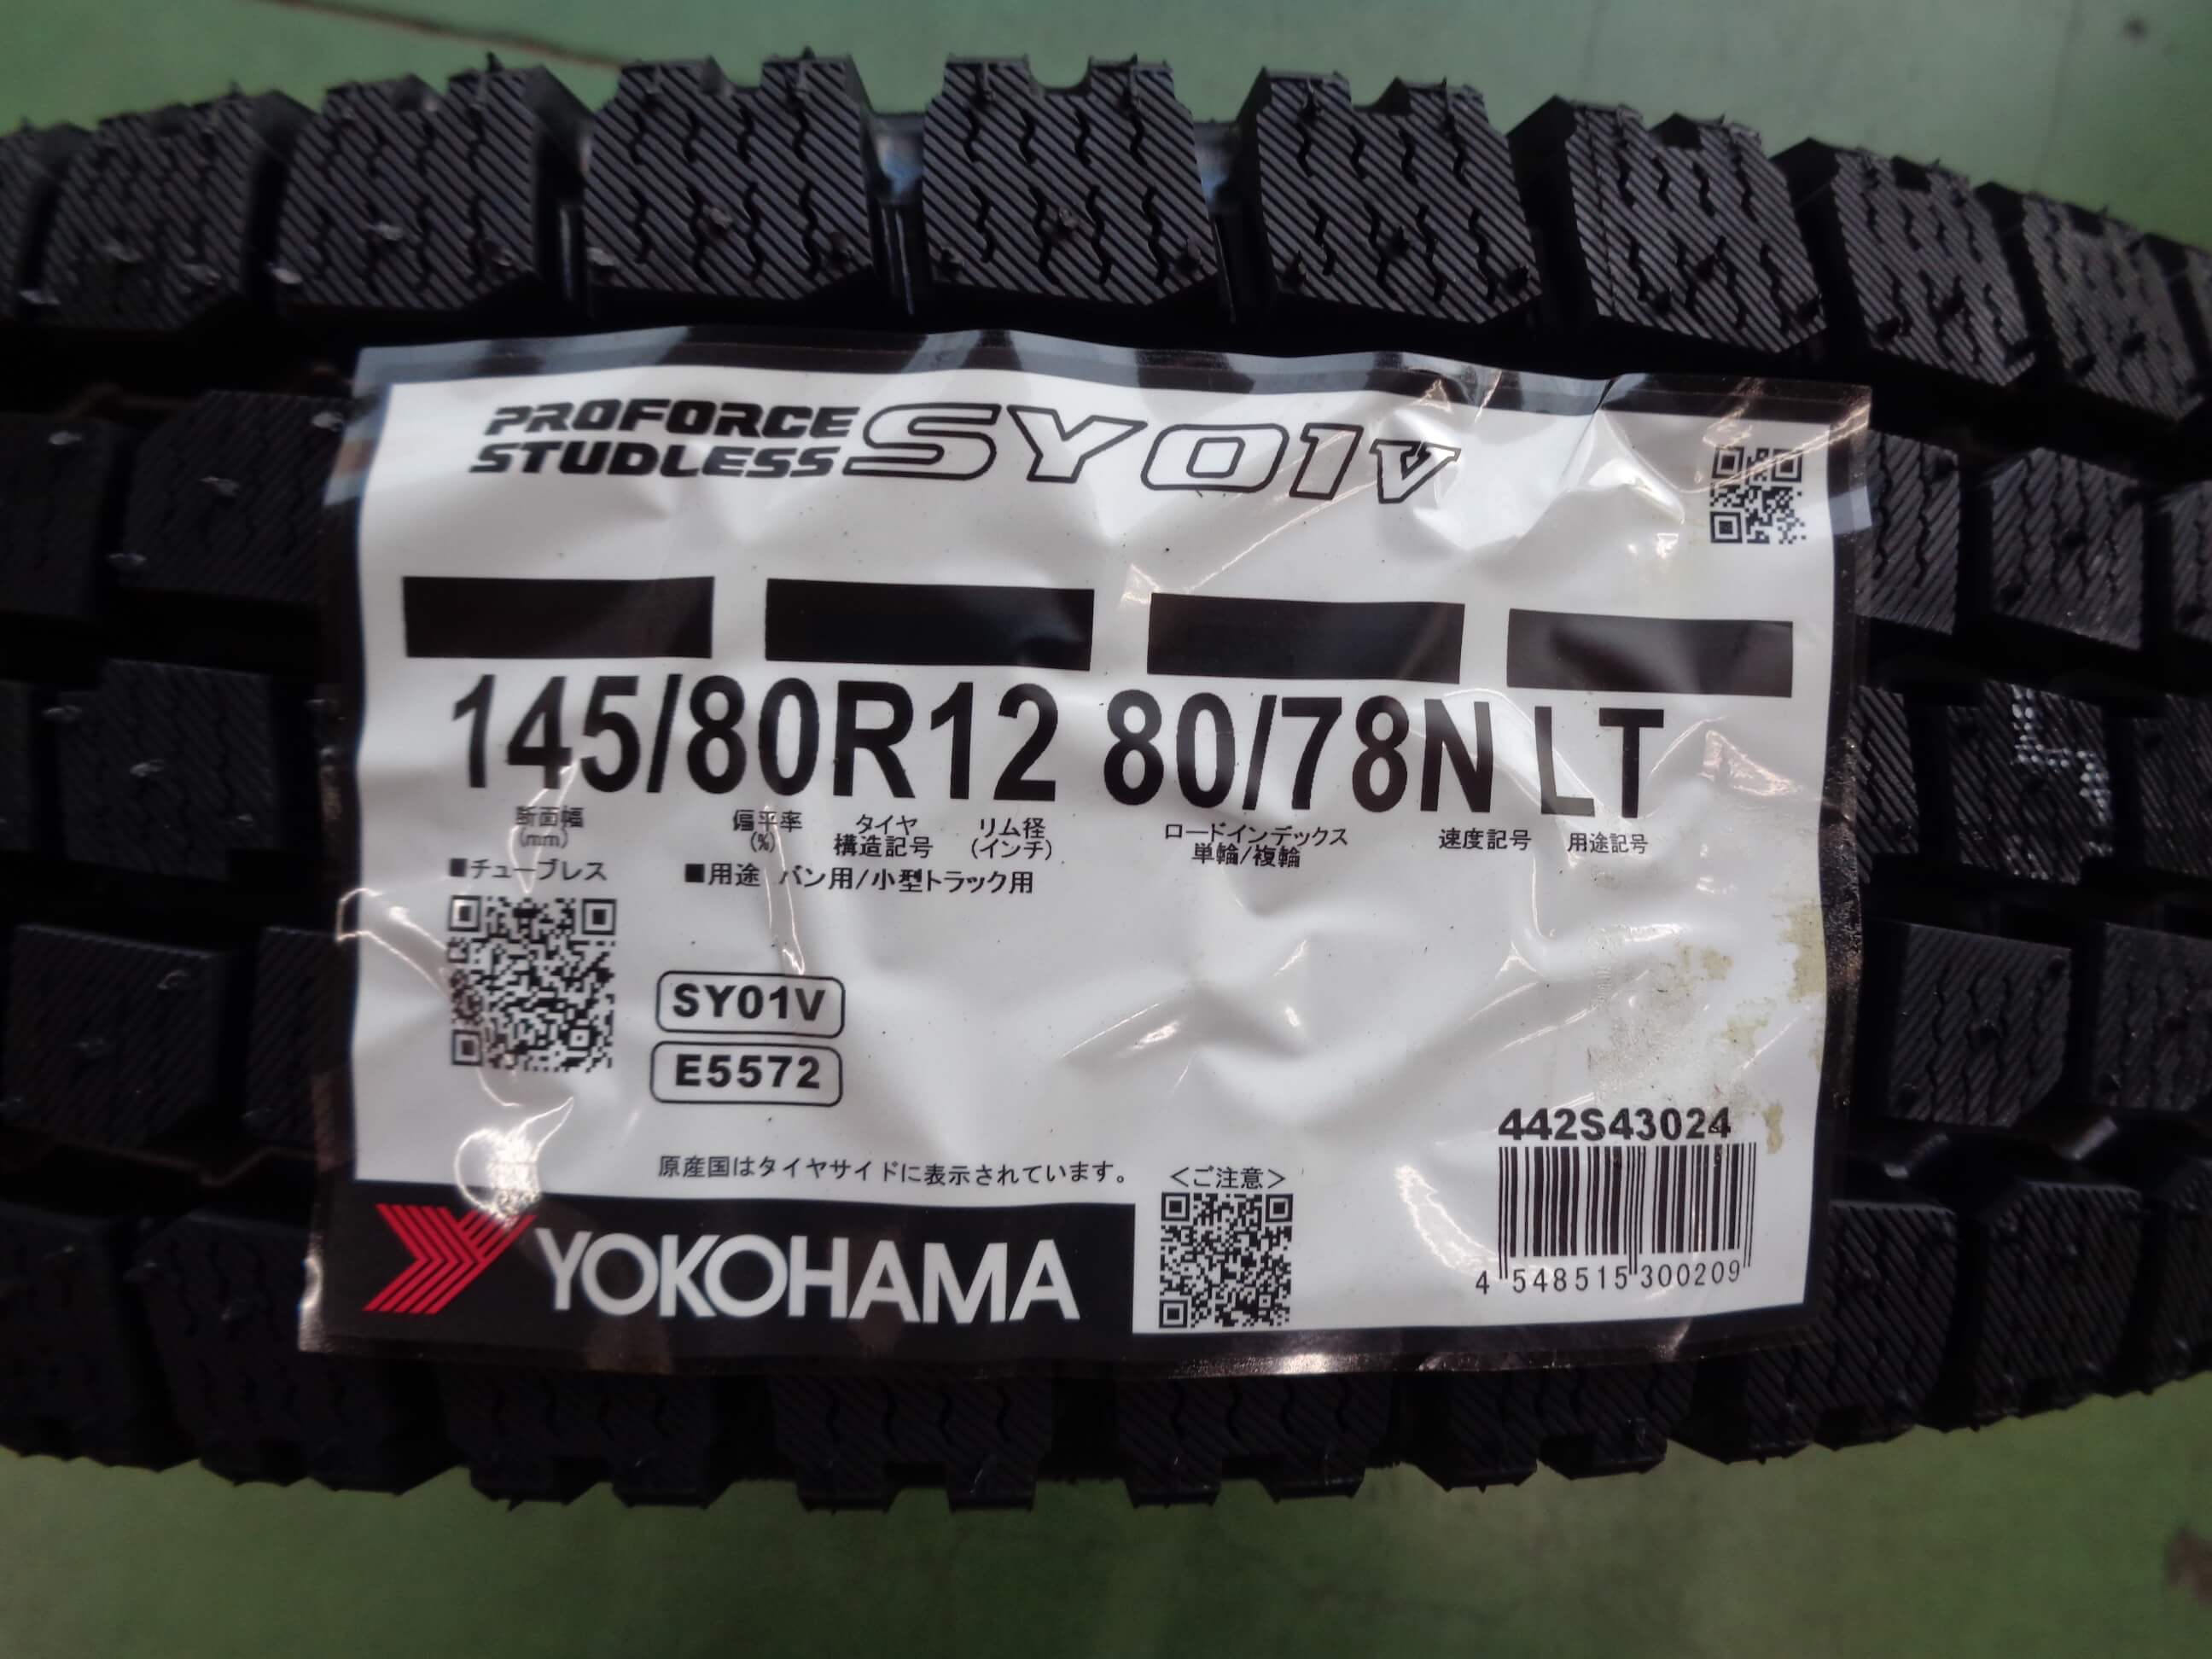 PROFORCE
STUDLESS SY01V
145/80R12 80/78N LT
断面幅
(mm)
偏平率
(%)
タイヤ
構造記号
リム径
(インチ)
ロードインデックス
単輪/複輪
速度記号
用途記号
■チューブレス ■用途 バン用/小型トラック用
SY01V
E5572
442S43024
原産国はタイヤサイドに表示されています。
<ご注意>
YOKOHAMA
4 548515 300209